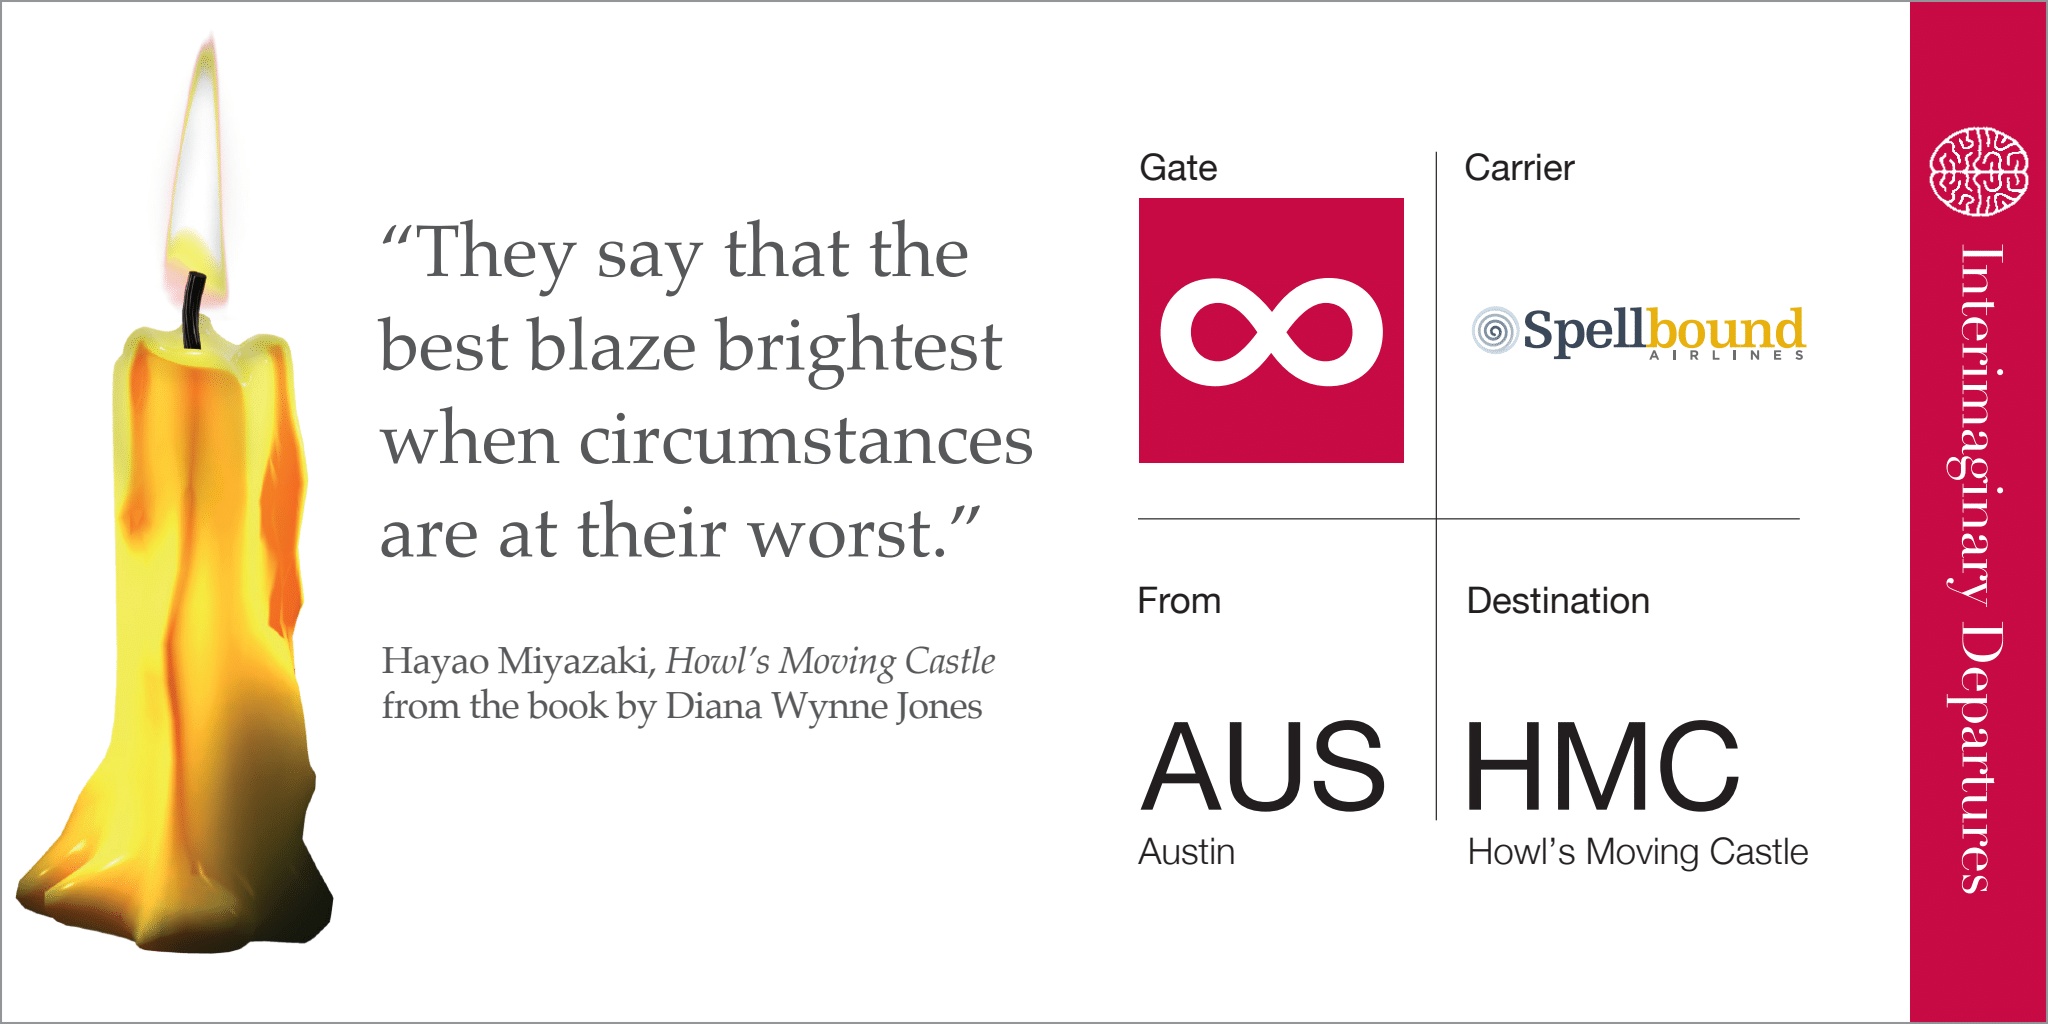 “They say that the
best blaze brightest
when circumstances
are at their worst.”
Hayao Miyazaki, Howl’s Moving Castle
from the book by Diana Wynne Jones
Gate
∞
Carrier
Spellbound
AIRLINES
From
AUS
Austin
Destination
HMC
Howl’s Moving Castle
Interimaginary Departures